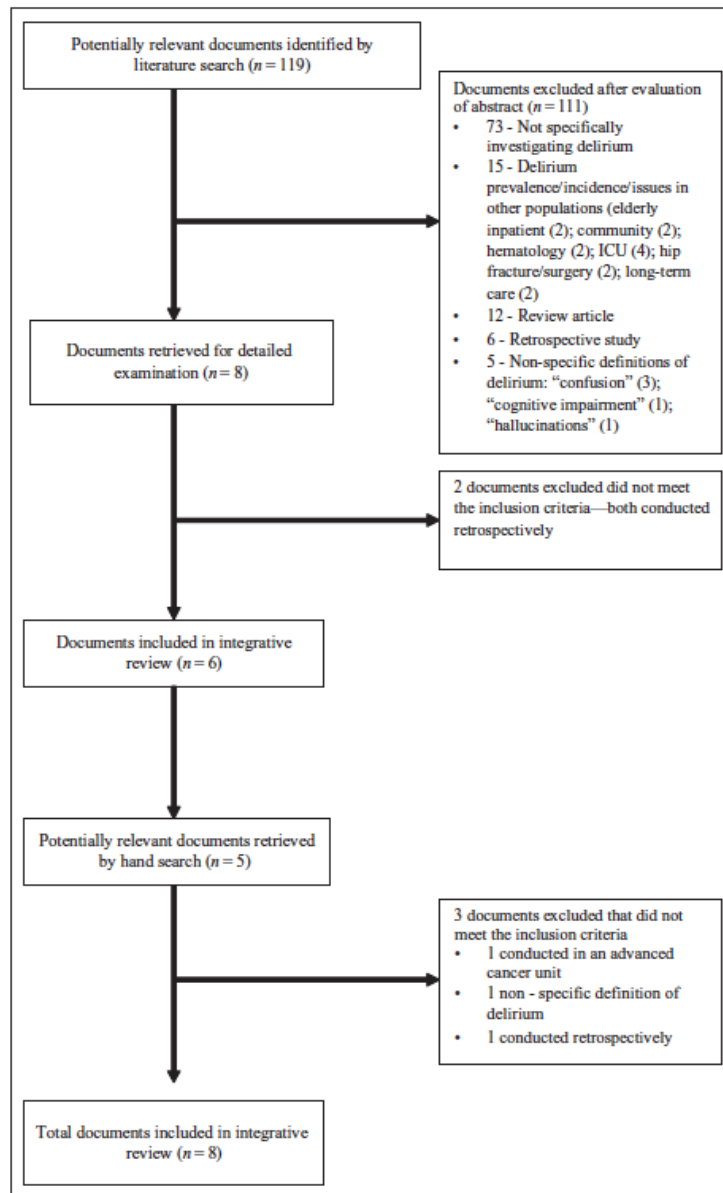 Potentially relevant documents identified by
literature search (n = 119)
Documents excluded after evaluation
of abstract (n = 111)
• 73 - Not specifically
investigating delirium
• 15 - Delirium
prevalence/incidence/issues in
other populations (elderly
inpatient (2); community (2);
hematology (2); ICU (4); hip
fracture/surgery (2); long-term
care (2)
• 12 - Review article
• 6 - Retrospective study
• 5 - Non-specific definitions of
delirium: “confusion” (3);
“cognitive impairment” (1);
“hallucinations” (1)
Documents retrieved for detailed
examination (n = 8)
2 documents excluded did not meet
the inclusion criteria—both conducted
retrospectively
Documents included in integrative
review (n = 6)
Potentially relevant documents retrieved
by hand search (n = 5)
3 documents excluded that did not
meet the inclusion criteria
• 1 conducted in an advanced
cancer unit
• 1 non - specific definition of
delirium
• 1 conducted retrospectively
Total documents included in integrative
review (n = 8)